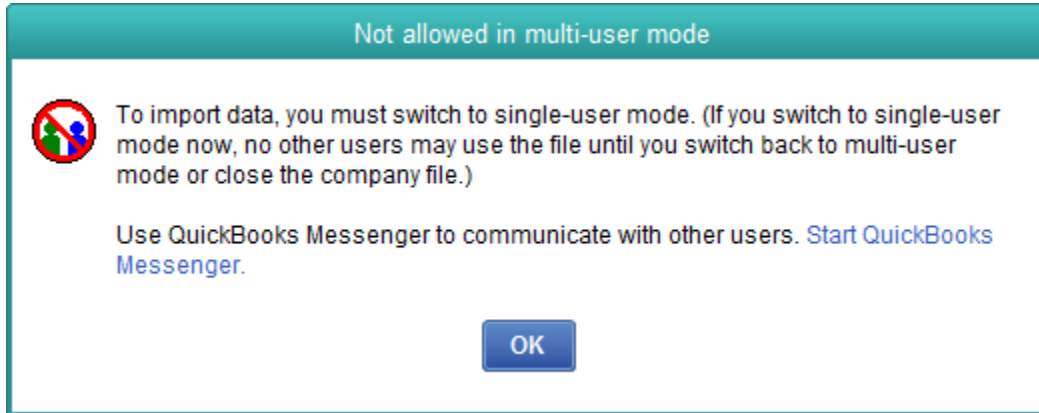 Not allowed in multi-user mode
To import data, you must switch to single-user mode. (If you switch to single-user
mode now, no other users may use the file until you switch back to multi-user
mode or close the company file.)
Use QuickBooks Messenger to communicate with other users. Start QuickBooks
Messenger.
OK